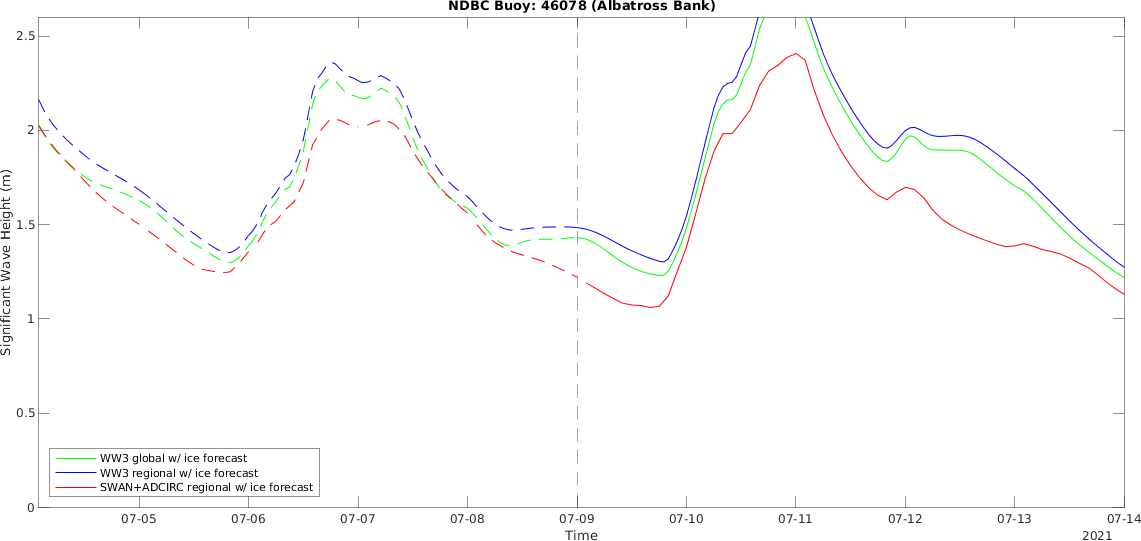 NDBC Buoy: 46078 (Albatross Bank)
2.5
2
1.5
1
0.5
0
Significant Wave Height (m)
WW3 global w/ ice forecast
WW3 regional w/ ice forecast
SWAN+ADCIRC regional w/ ice forecast
07-05 07-06 07-07 07-08 07-09 07-10 07-11 07-12 07-13 07-14
Time
2021